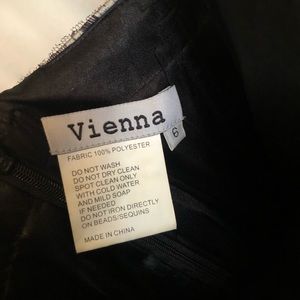 Vienna
6
FABRIC 100% POLYESTER
DO NOT WASH
DO NOT DRY CLEAN
SPOT CLEAN ONLY
WITH COLD WATER
AND MILD SOAP
IF NEEDED
DO NOT IRON DIRECTLY
ON BEADS/SEQUINS
MADE IN CHINA